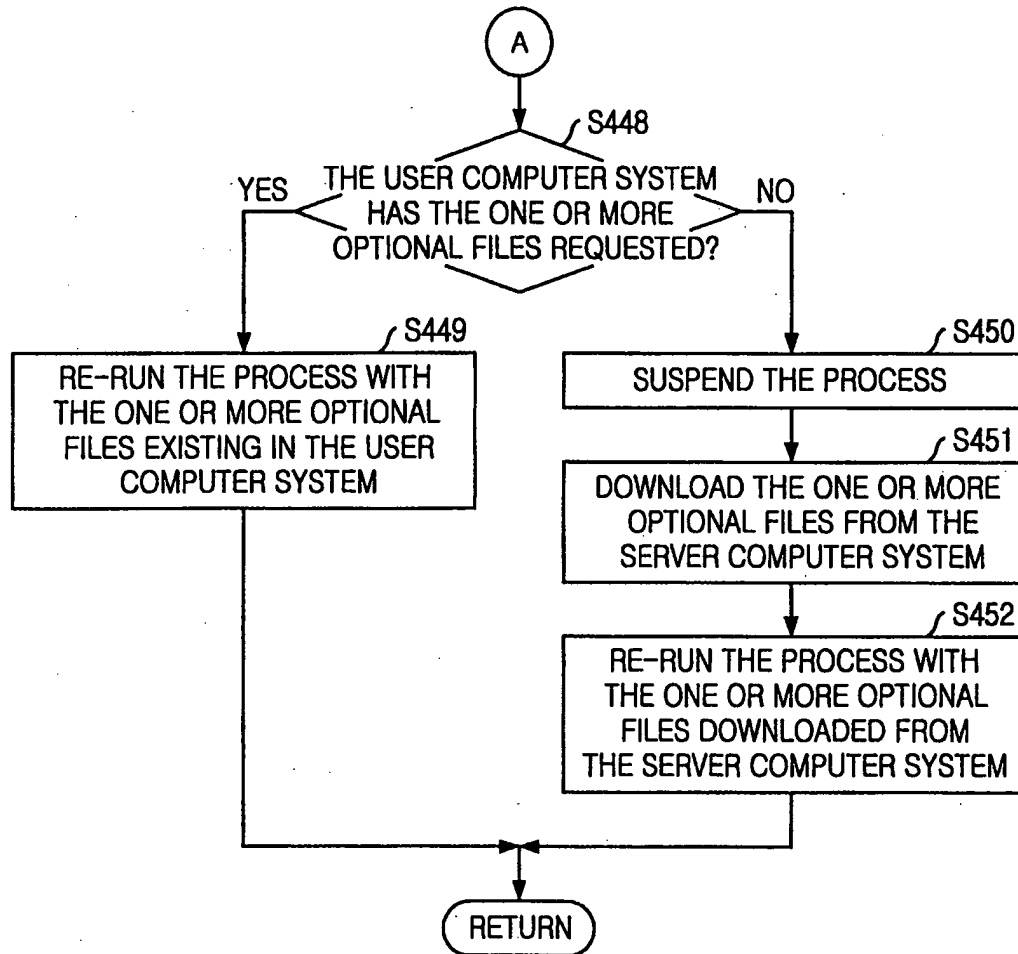 A
S448
YES
THE USER COMPUTER SYSTEM
HAS THE ONE OR MORE
OPTIONAL FILES REQUESTED?
NO
S449
RE-RUN THE PROCESS WITH
THE ONE OR MORE OPTIONAL
FILES EXISTING IN THE USER
COMPUTER SYSTEM
S450
SUSPEND THE PROCESS
S451
DOWNLOAD THE ONE OR MORE
OPTIONAL FILES FROM THE
SERVER COMPUTER SYSTEM
S452
RE-RUN THE PROCESS WITH
THE ONE OR MORE OPTIONAL
FILES DOWNLOADED FROM
THE SERVER COMPUTER SYSTEM
RETURN